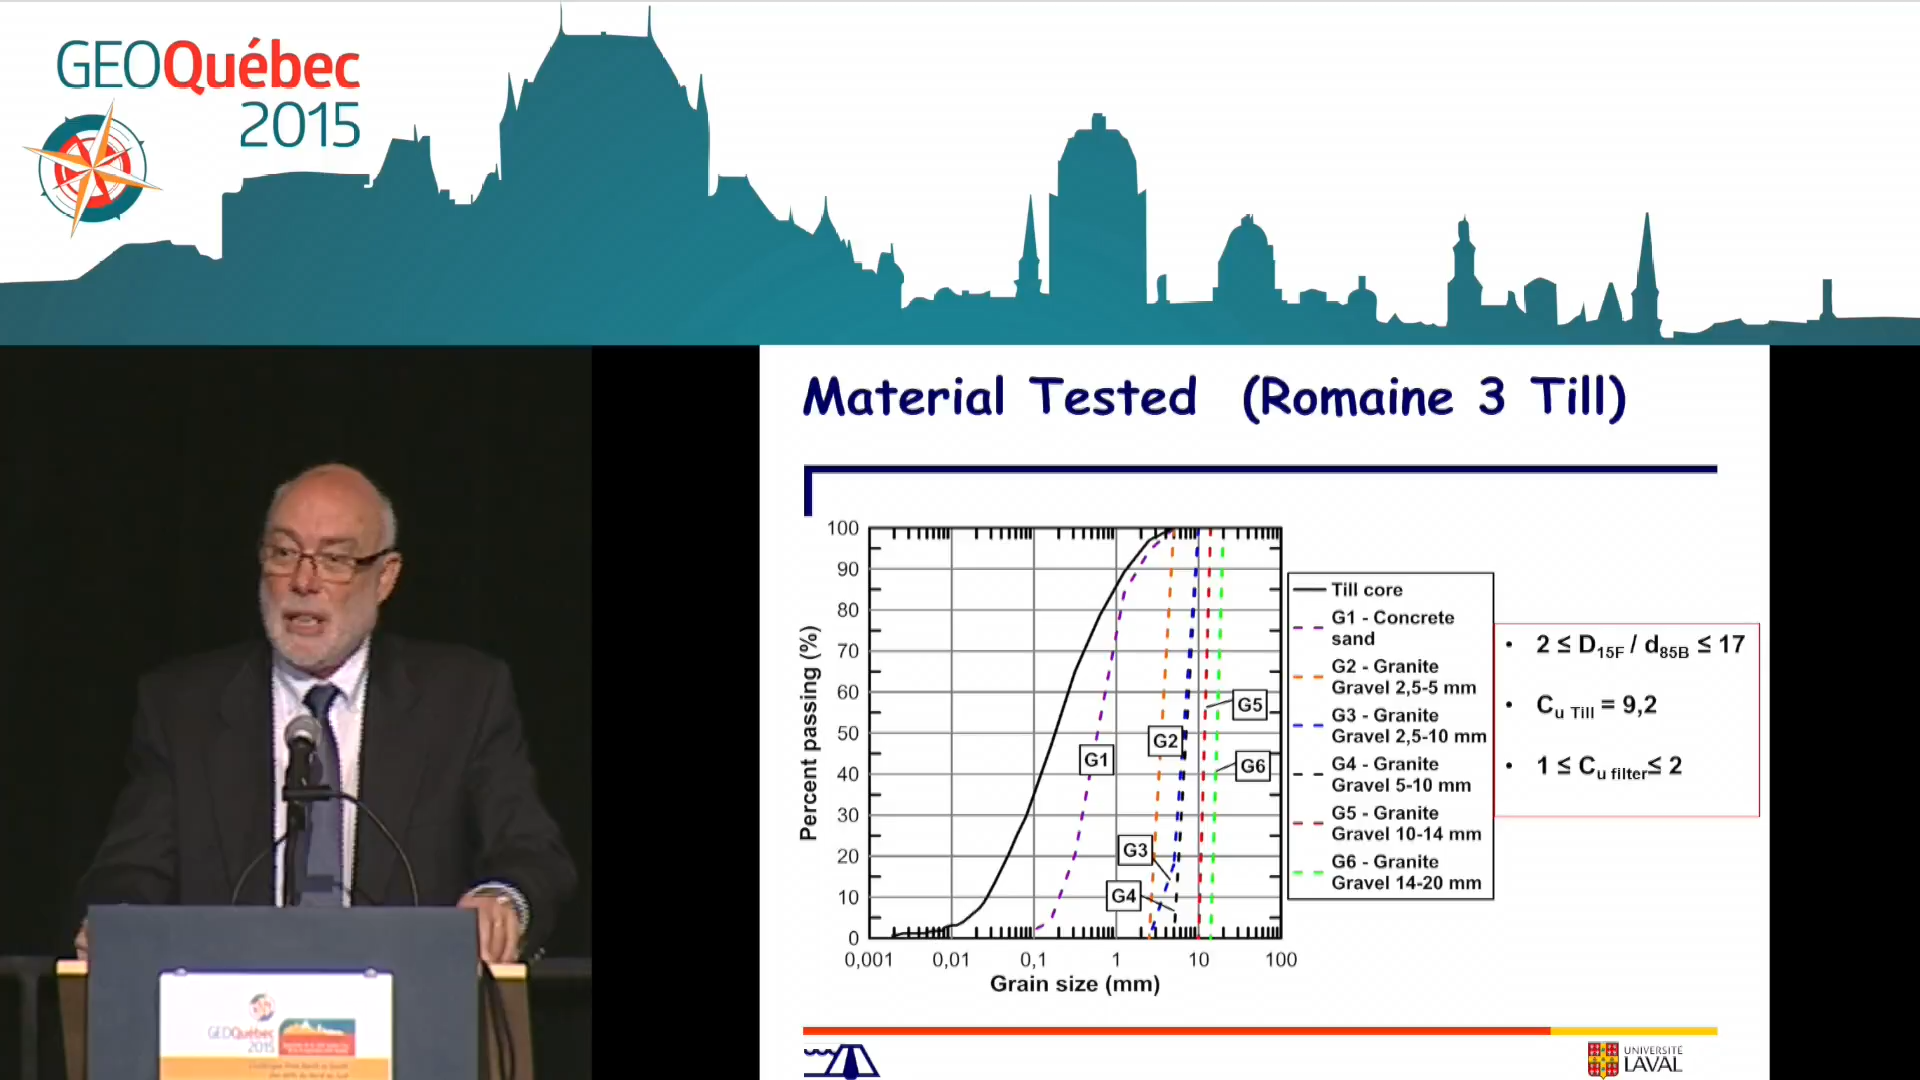 GEOQuébec
2015
Material Tested (Romaine 3 Till)
100
90
80
70
60
50
40
30
20
10
0
Percent passing (%)
0,001 0,01 0,1 1 10 100
Grain size (mm)
G1
G2
G3
G4
G5
G6
Till core
G1 - Concrete
sand
G2 - Granite
Gravel 2,5-5 mm
G3 - Granite
Gravel 2,5-10 mm
G4 - Granite
Gravel 5-10 mm
G5 - Granite
Gravel 10-14 mm
G6 - Granite
Gravel 14-20 mm
• 2 ≤ D15F / d85B ≤ 17
• Cu Till = 9,2
• 1 ≤ Cu filter ≤ 2
UNIVERSITÉ
LAVAL
GEOQuébec
2015